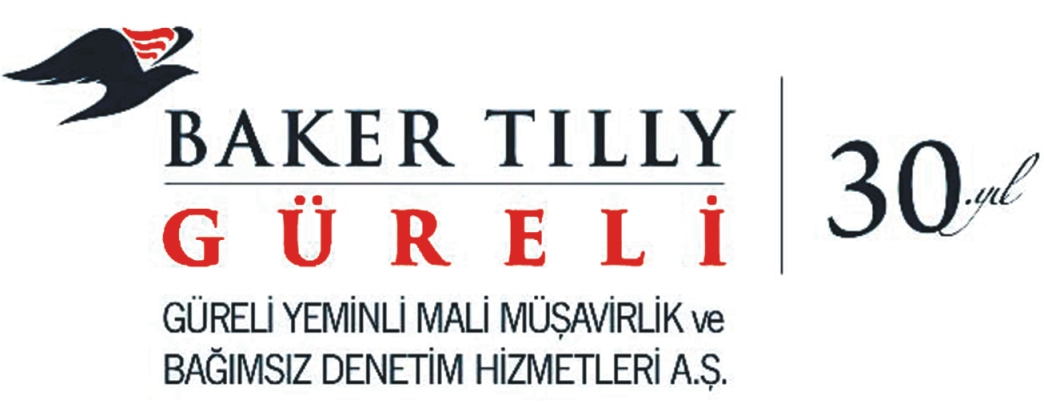 BAKER TILLY
GÜRELİ
GÜRELİ YEMİNLİ MALİ MÜŞAVİRLİK ve
BAĞIMSIZ DENETİM HİZMETLERİ A.Ş.
30.yıl